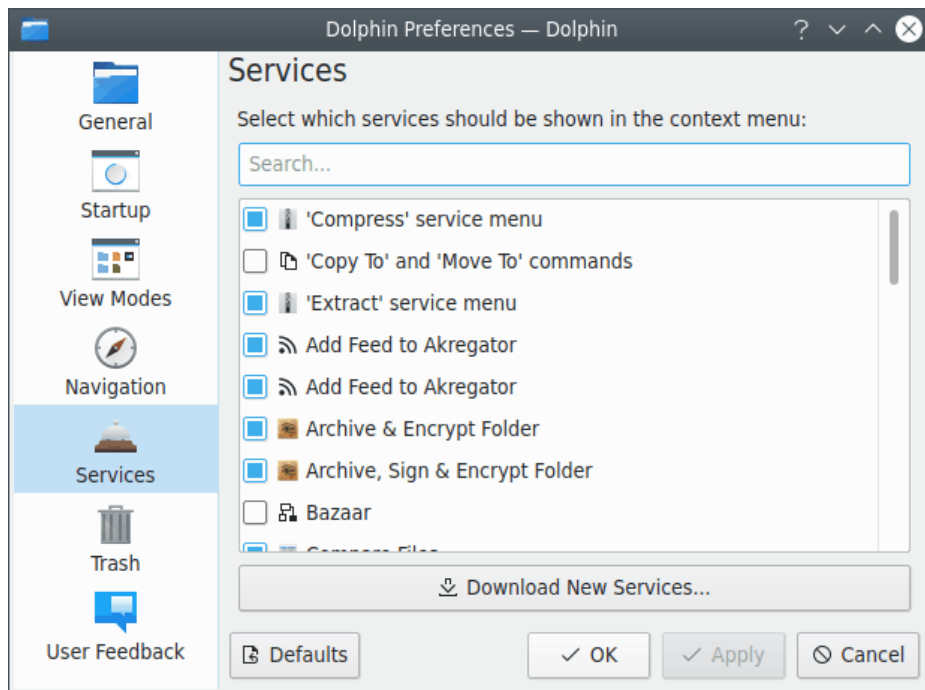 Dolphin Preferences — Dolphin
General
Startup
View Modes
Navigation
Services
Trash
User Feedback
Services
Select which services should be shown in the context menu:
Search...
'Compress' service menu
'Copy To' and 'Move To' commands
'Extract' service menu
Add Feed to Akregator
Add Feed to Akregator
Archive & Encrypt Folder
Archive, Sign & Encrypt Folder
Bazaar
Compare Files
Download New Services...
Defaults
OK
Apply
Cancel